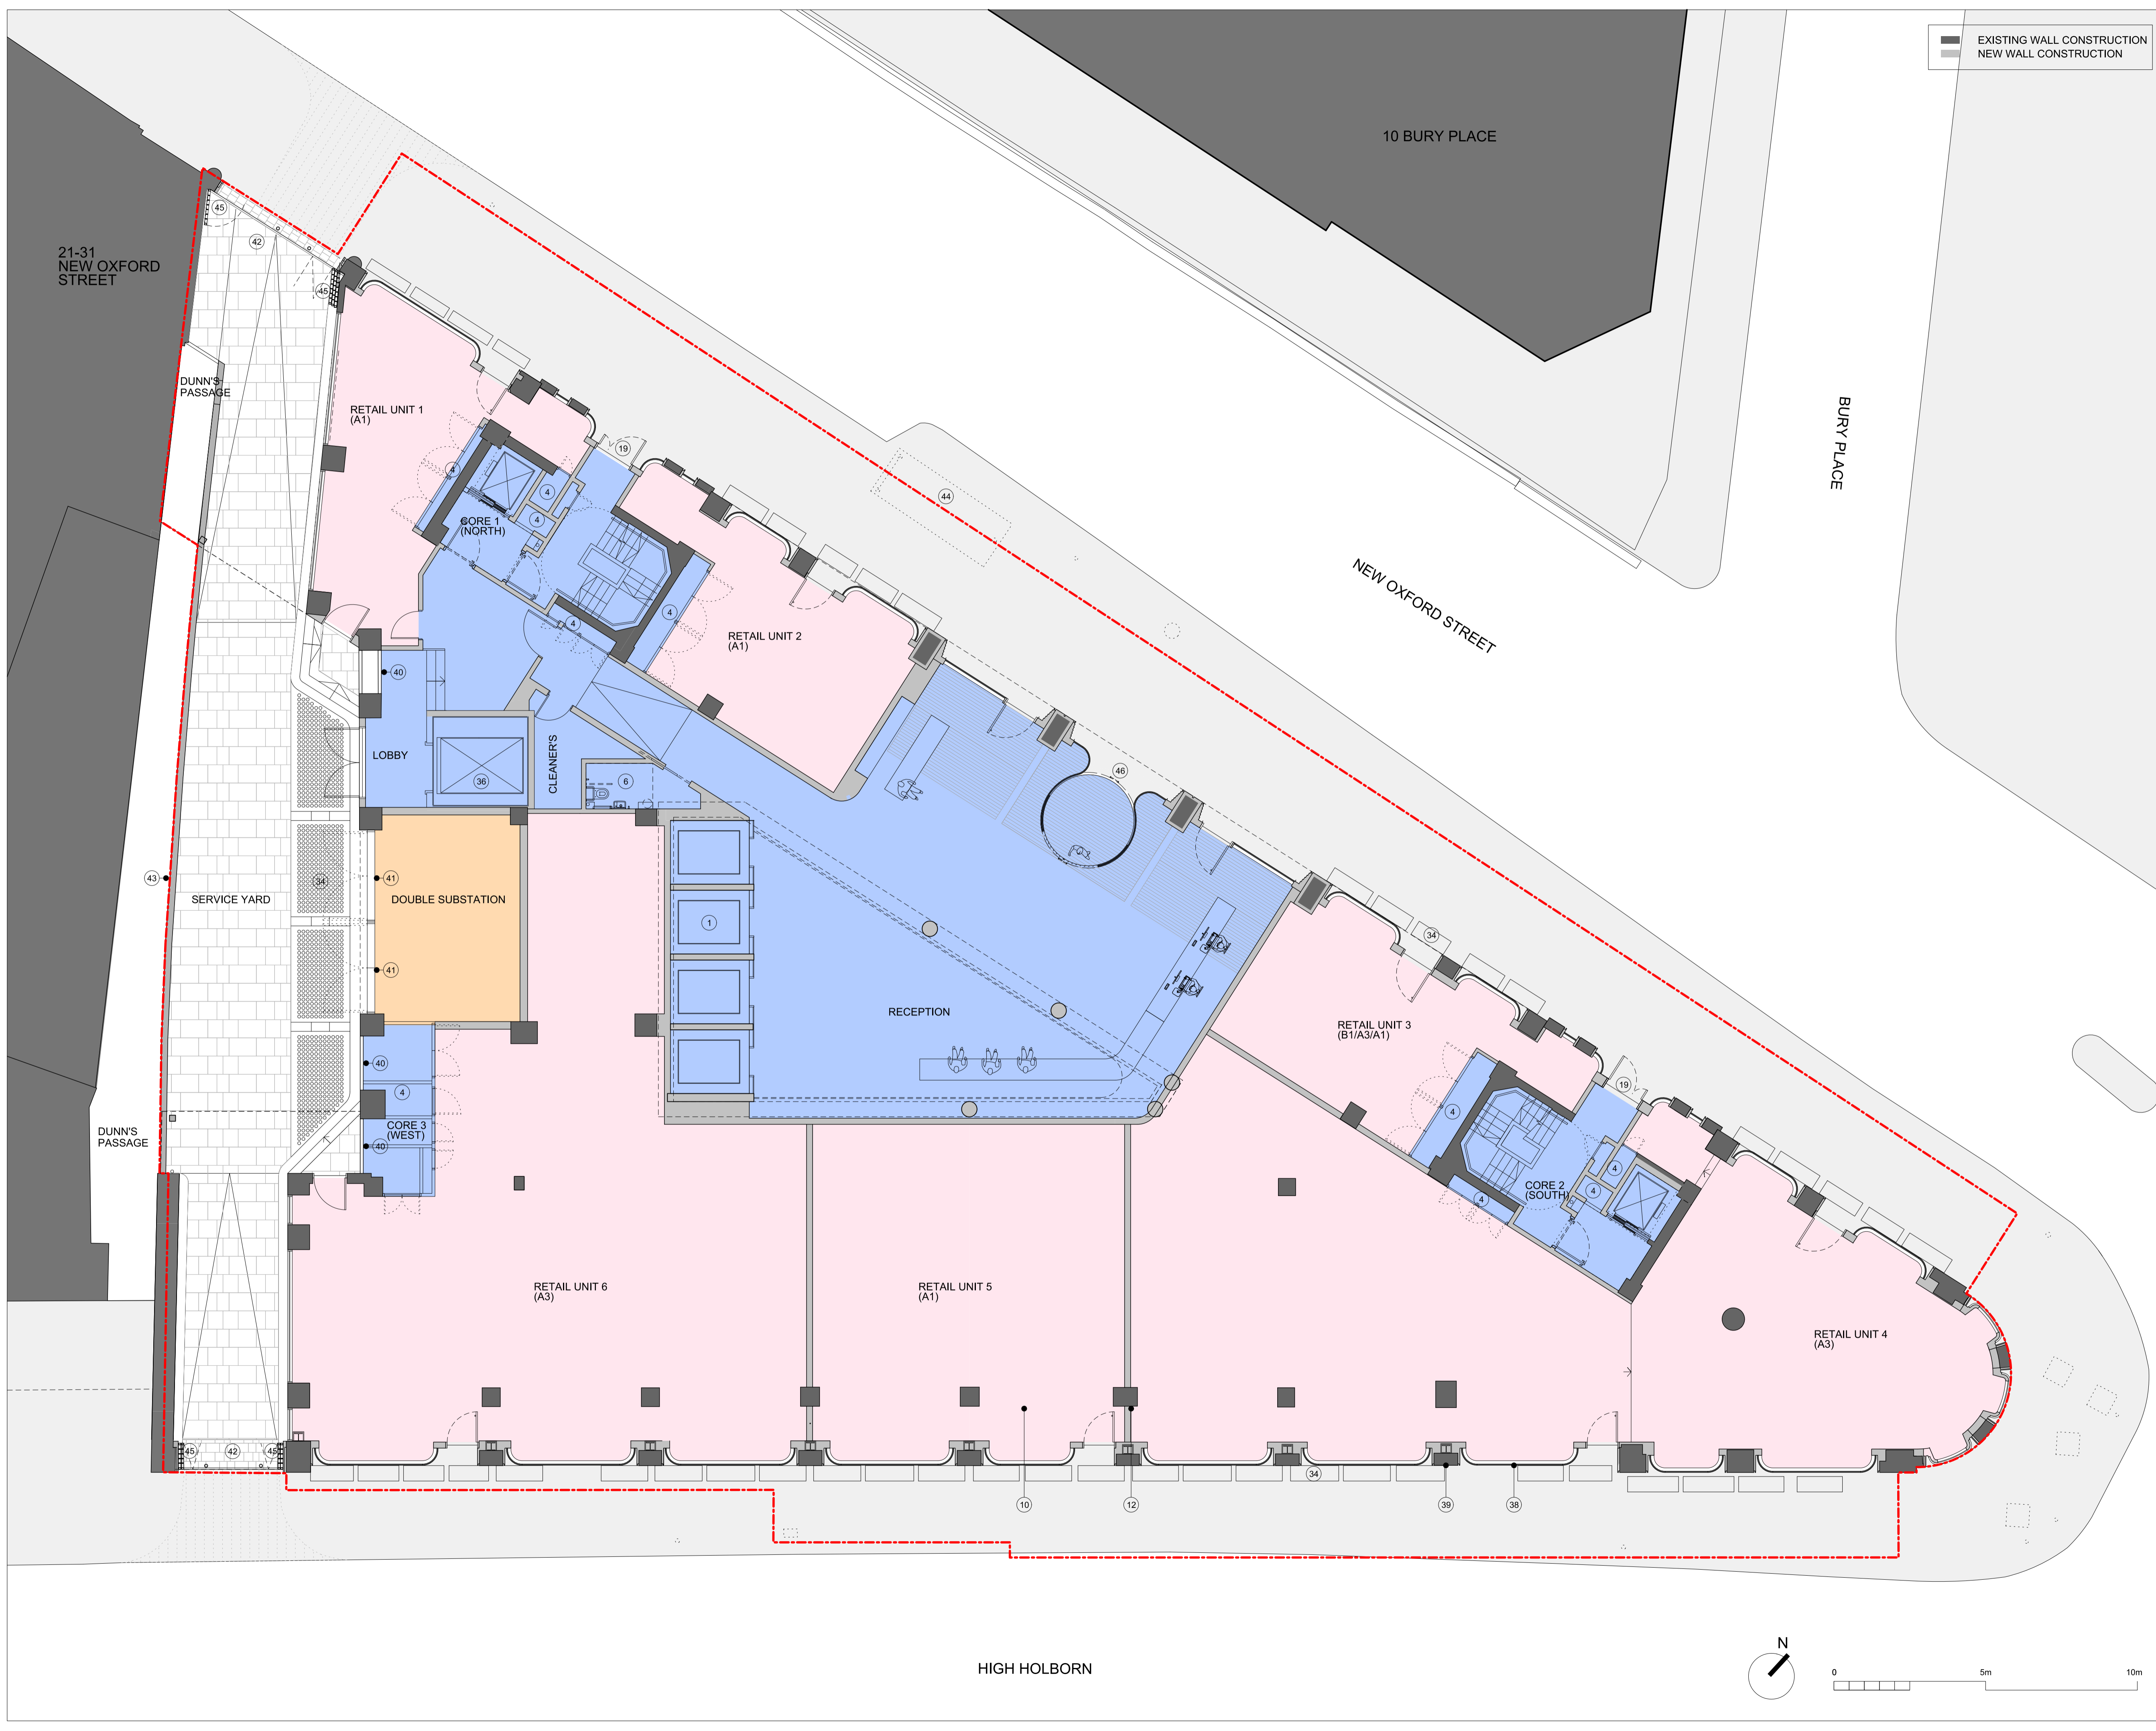 EXISTING WALL CONSTRUCTION
NEW WALL CONSTRUCTION
10 BURY PLACE
45
42
21-31
NEW OXFORD
STREET
45
DUNN'S
PASSAGE
RETAIL UNIT 1
(A1)
BURY PLACE
19
4
4
44
CORE 1
(NORTH)
4
NEW OXFORD STREET
4
4
RETAIL UNIT 2
(A1)
40
LOBBY
CLEANER'S
36
6
46
43
41
34
SERVICE YARD
DOUBLE SUBSTATION
1
34
41
RECEPTION
RETAIL UNIT 3
(B1/A3/A1)
40
4
19
4
CORE 3
(WEST)
DUNN'S
PASSAGE
40
4
CORE 2
(SOUTH)
4
4
RETAIL UNIT 6
(A3)
RETAIL UNIT 5
(A1)
RETAIL UNIT 4
(A3)
45
42
45
34
10
12
39
38
HIGH HOLBORN
N
0
5m
10m